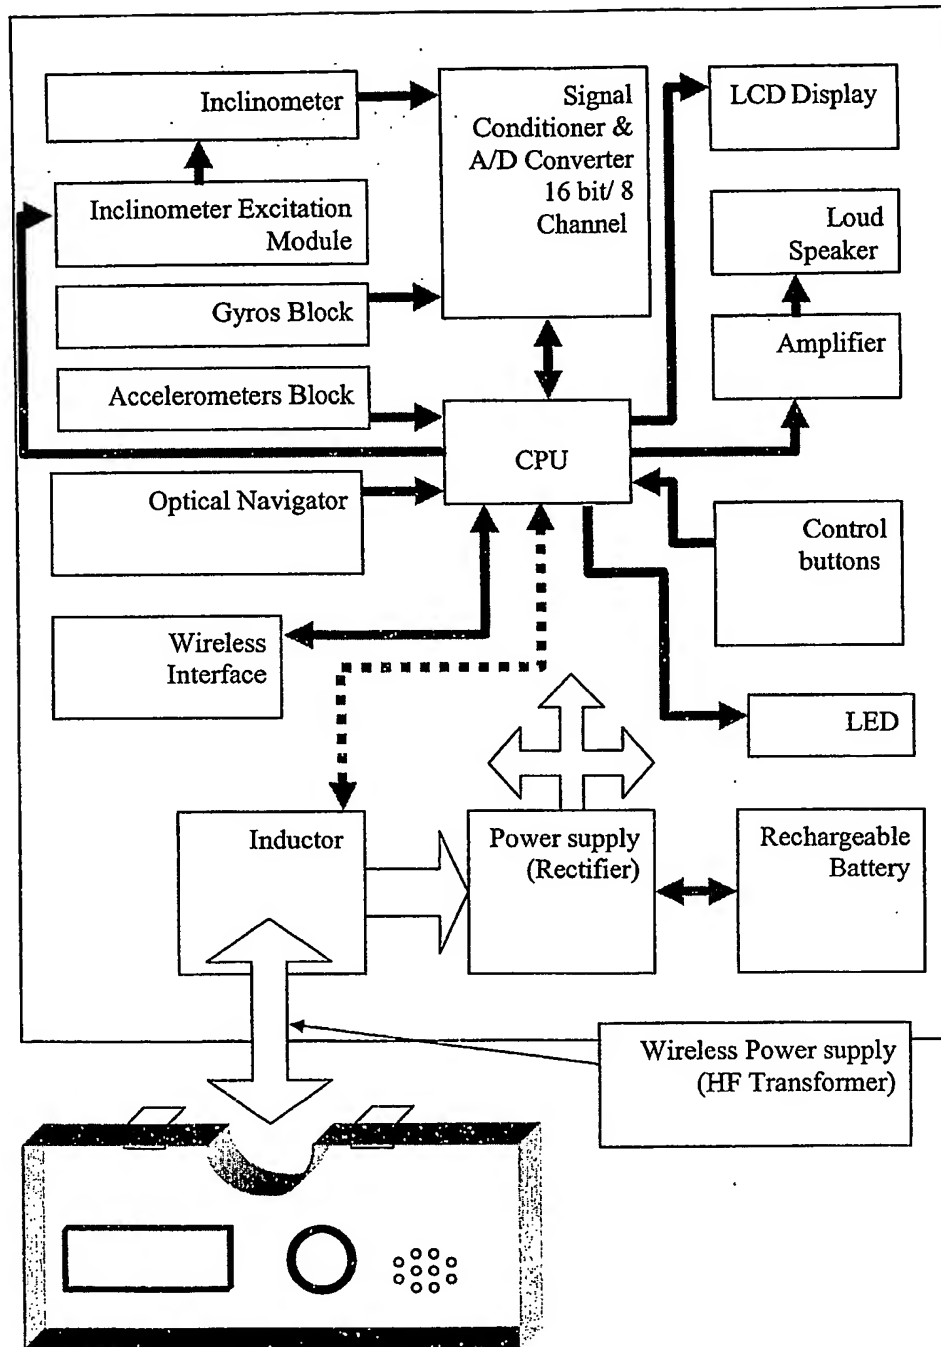 Inclinometer
Signal
Conditioner &
A/D Converter
16 bit/ 8
Channel
LCD Display
Inclinometer Excitation
Module
Loud
Speaker
Gyros Block
Amplifier
Accelerometers Block
CPU
Optical Navigator
Control
buttons
Wireless
Interface
LED
Inductor
Power supply
(Rectifier)
Rechargeable
Battery
Wireless Power supply
(HF Transformer)